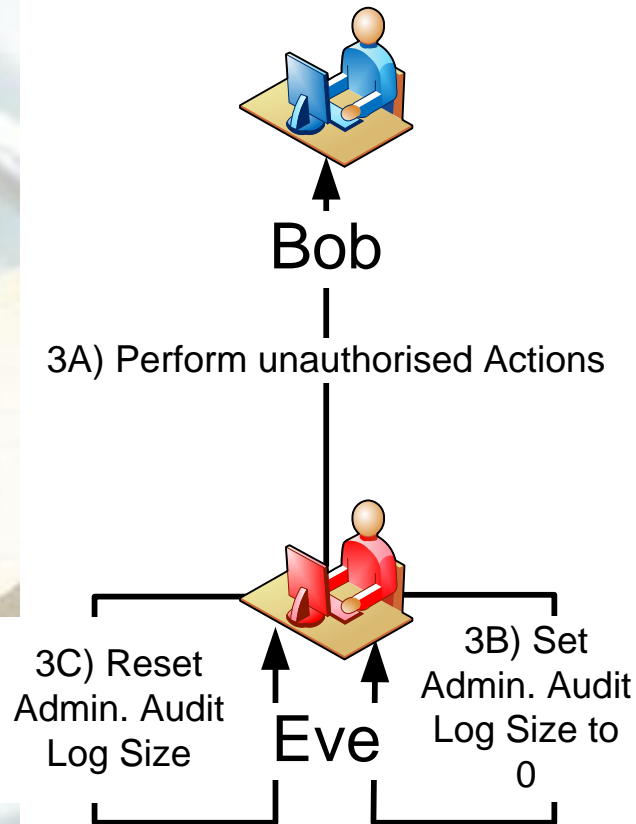 Bob
3A) Perform unauthorised Actions
3C) Reset
Admin. Audit
Log Size
Eve
3B) Set
Admin. Audit
Log Size to
0